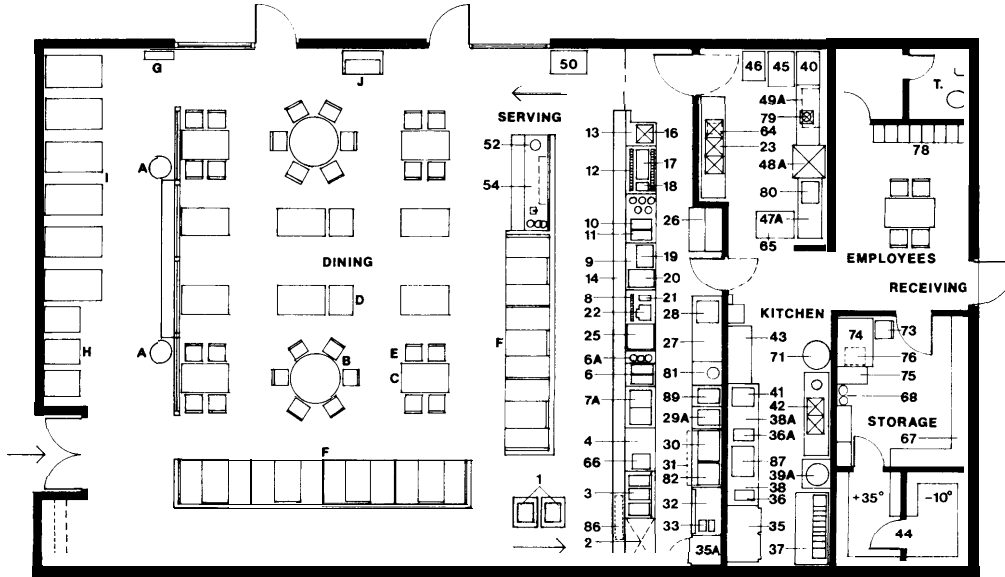 G
J
50
46 45 40
SERVING
49A
T.
79
52
13 16
64
23
78
A
12 17
48A
I
54
18
80
10
26
47A
11
65
9 19
DINING
EMPLOYEES
14 20
RECEIVING
8 21
D
28
22
KITCHEN
25
27
43
74 73
F
H
A
B
E
6A
71
76
C
6
81
75
7A
89
41
68
42
29A
38A
STORAGE
4
30
36A
67
F
66
31
87
82
39A
1
3
32
38
36
+35°
-10°
86
33
35
44
2
35A
37